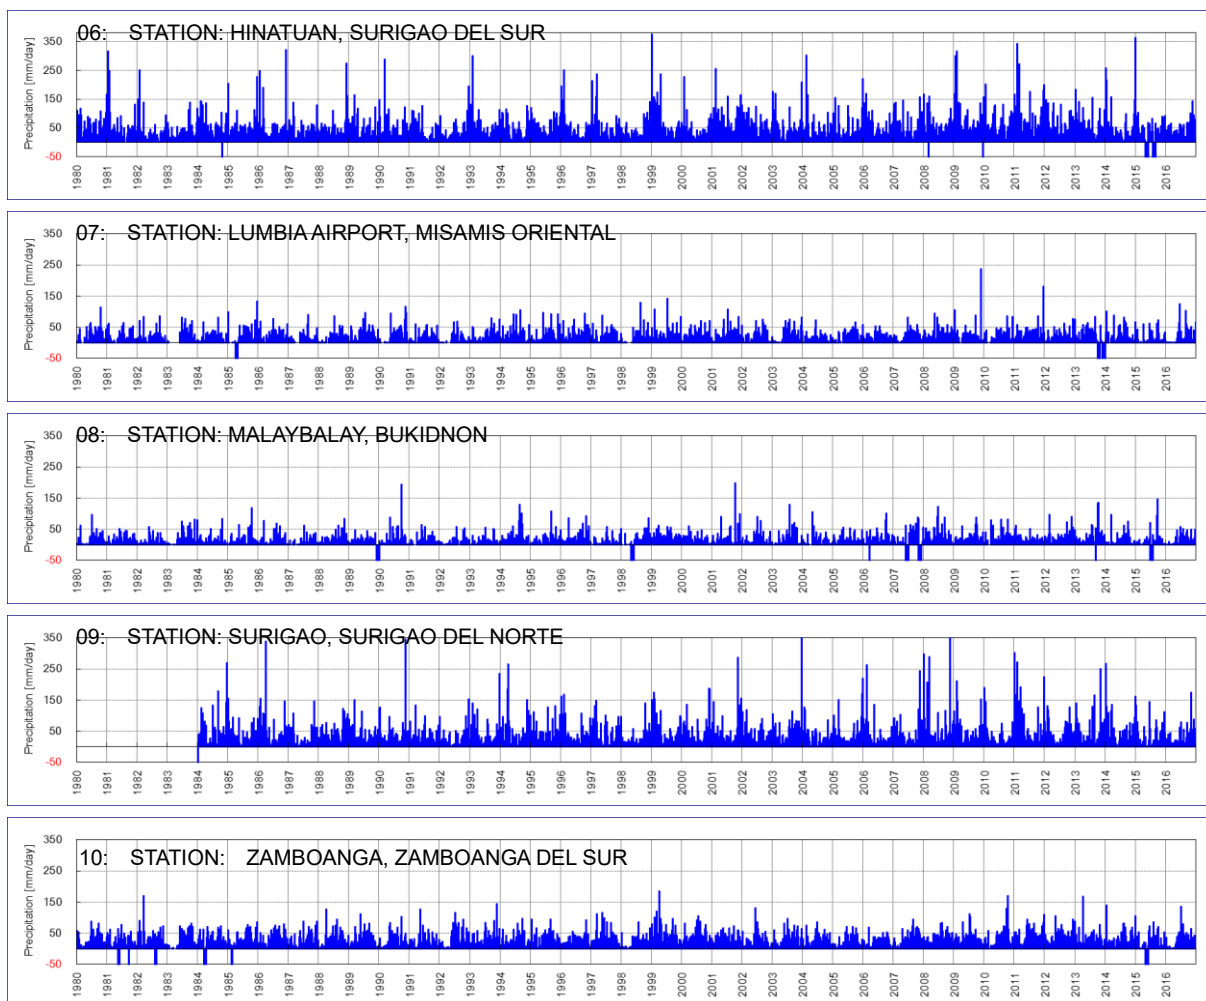 06: STATION: HINATUAN, SURIGAO DEL SUR
Precipitation [mm/day]
350
250
150
50
-50
1980 1981 1982 1983 1984 1985 1986 1987 1988 1989 1990 1991 1992 1993 1994 1995 1996 1997 1998 1999 2000 2001 2002 2003 2004 2005 2006 2007 2008 2009 2010 2011 2012 2013 2014 2015 2016
07: STATION: LUMBIA AIRPORT, MISAMIS ORIENTAL
Precipitation [mm/day]
350
250
150
50
-50
1980 1981 1982 1983 1984 1985 1986 1987 1988 1989 1990 1991 1992 1993 1994 1995 1996 1997 1998 1999 2000 2001 2002 2003 2004 2005 2006 2007 2008 2009 2010 2011 2012 2013 2014 2015 2016
08: STATION: MALAYBALAY, BUKIDNON
Precipitation [mm/day]
350
250
150
50
-50
1980 1981 1982 1983 1984 1985 1986 1987 1988 1989 1990 1991 1992 1993 1994 1995 1996 1997 1998 1999 2000 2001 2002 2003 2004 2005 2006 2007 2008 2009 2010 2011 2012 2013 2014 2015 2016
09: STATION: SURIGAO, SURIGAO DEL NORTE
Precipitation [mm/day]
350
250
150
50
-50
1980 1981 1982 1983 1984 1985 1986 1987 1988 1989 1990 1991 1992 1993 1994 1995 1996 1997 1998 1999 2000 2001 2002 2003 2004 2005 2006 2007 2008 2009 2010 2011 2012 2013 2014 2015 2016
10: STATION: ZAMBOANGA, ZAMBOANGA DEL SUR
Precipitation [mm/day]
350
250
150
50
-50
1980 1981 1982 1983 1984 1985 1986 1987 1988 1989 1990 1991 1992 1993 1994 1995 1996 1997 1998 1999 2000 2001 2002 2003 2004 2005 2006 2007 2008 2009 2010 2011 2012 2013 2014 2015 2016